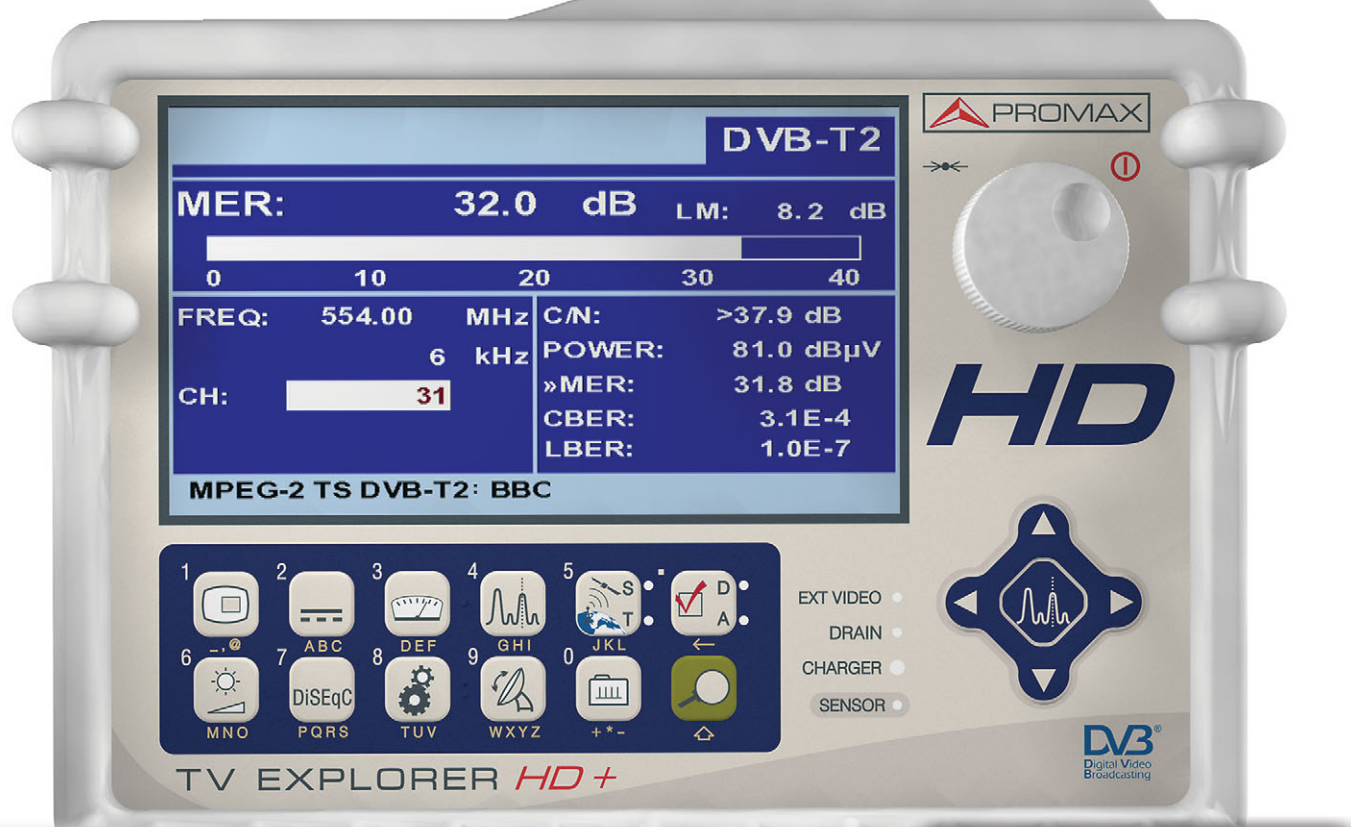 PROMAX
DVB-T2
MER: 32.0 dB LM: 8.2 dB
0 10 20 30 40
FREQ: 554.00 MHz
6 kHz
CH: 31
C/N: >37.9 dB
POWER: 81.0 dBµV
»MER: 31.8 dB
CBER: 3.1E-4
LBER: 1.0E-7
MPEG-2 TS DVB-T2: BBC
HD
1 2 3 4 5 S T D A
_,@ ABC DEF GHI JKL ←
6 7 8 9 0
DiSEqC
MNO PQRS TUV WXYZ +*-
EXT VIDEO
DRAIN
CHARGER
SENSOR
DVB®
Digital Video
Broadcasting
TV EXPLORER HD+